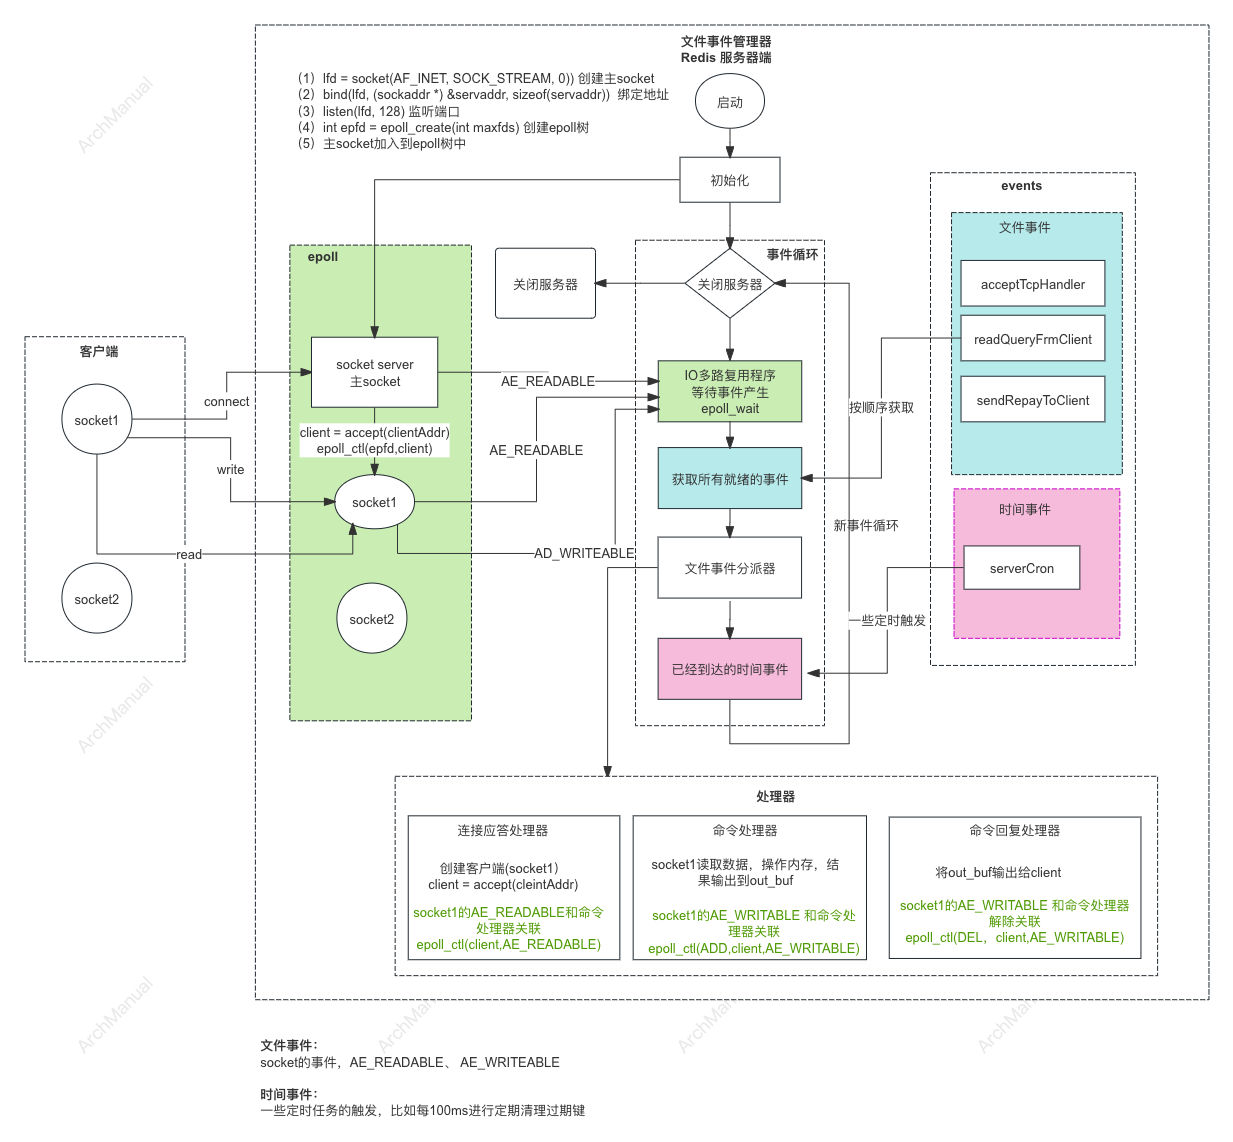 文件事件管理器
Redis 服务器端
（1）lfd = socket(AF_INET, SOCK_STREAM, 0)) 创建主socket
（2）bind(lfd, (sockaddr *) &servaddr, sizeof(servaddr)) 绑定地址
（3）listen(lfd, 128) 监听端口
（4）int epfd = epoll_create(int maxfds) 创建epoll树
（5）主socket加入到epoll树中
启动
初始化
events
文件事件
acceptTcpHandler
readQueryFrmClient
sendRepayToClient
时间事件
serverCron
epoll
关闭服务器
事件循环
关闭服务器
客户端
socket1
socket2
connect
write
read
socket server
主socket
client = accept(clientAddr)
epoll_ctl(epfd,client)
socket1
socket2
AE_READABLE
AE_READABLE
AD_WRITEABLE
IO多路复用程序
等待事件产生
epoll_wait
获取所有就绪的事件
文件事件分派器
已经到达的时间事件
按顺序获取
新事件循环
一些定时触发
处理器
连接应答处理器
创建客户端(socket1)
client = accept(cleintAddr)
socket1的AE_READABLE和命令
处理器关联
epoll_ctl(client,AE_READABLE)
命令处理器
socket1读取数据，操作内存，结
果输出到out_buf
socket1的AE_WRITABLE 和命令处
理器关联
epoll_ctl(ADD,client,AE_WRITABLE)
命令回复处理器
将out_buf输出给client
socket1的AE_WRITABLE 和命令处理器
解除关联
epoll_ctl(DEL，client,AE_WRITABLE)
文件事件：
socket的事件，AE_READABLE、 AE_WRITEABLE
时间事件：
一些定时任务的触发，比如每100ms进行定期清理过期键
ArchManual
ArchManual
ArchManual
ArchManual
ArchManual
ArchManual